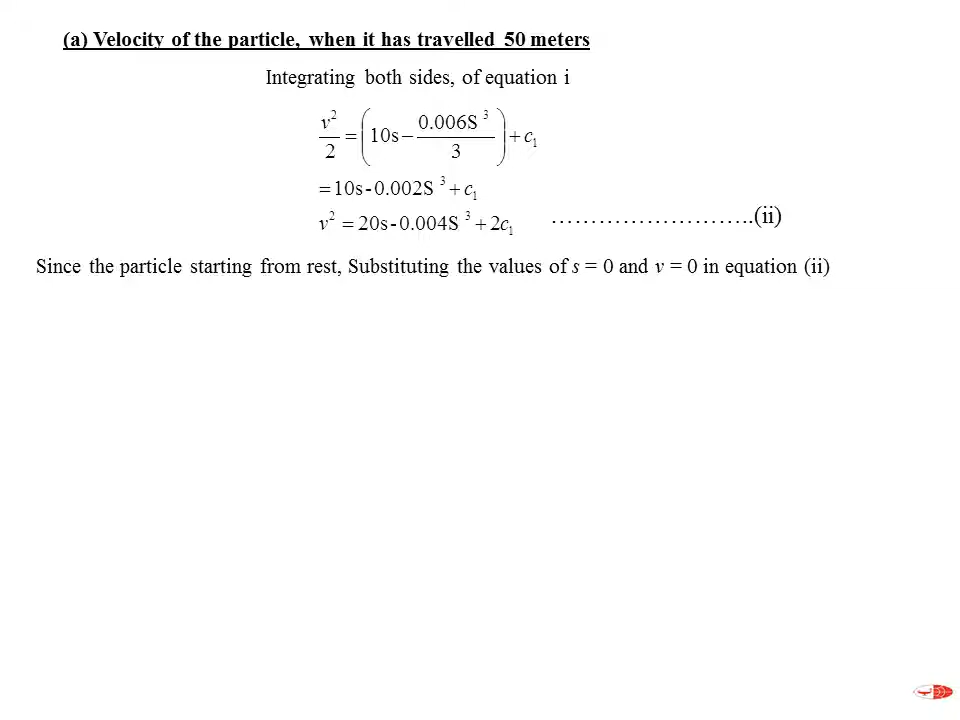 (a) Velocity of the particle, when it has travelled 50 meters
Integrating both sides, of equation i
v²/2 = (10s − 0.006S³/3) + c₁
= 10s - 0.002S³ + c₁
v² = 20s - 0.004S³ + 2c₁ ……………………..(ii)
Since the particle starting from rest, Substituting the values of s = 0 and v = 0 in equation (ii)